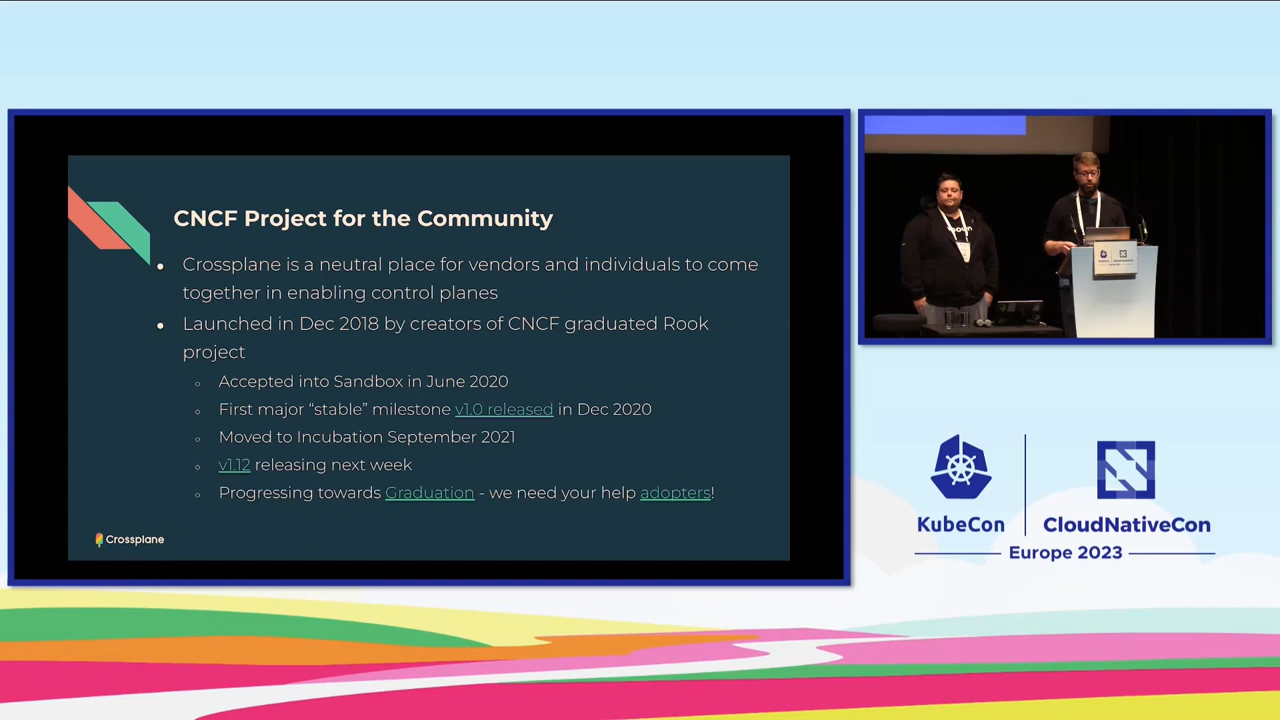 CNCF Project for the Community
• Crossplane is a neutral place for vendors and individuals to come
together in enabling control planes
• Launched in Dec 2018 by creators of CNCF graduated Rook
project
○ Accepted into Sandbox in June 2020
○ First major “stable” milestone v1.0 released in Dec 2020
○ Moved to Incubation September 2021
○ v1.12 releasing next week
○ Progressing towards Graduation - we need your help adopters!
Crossplane
KubeCon
CloudNativeCon
Europe 2023